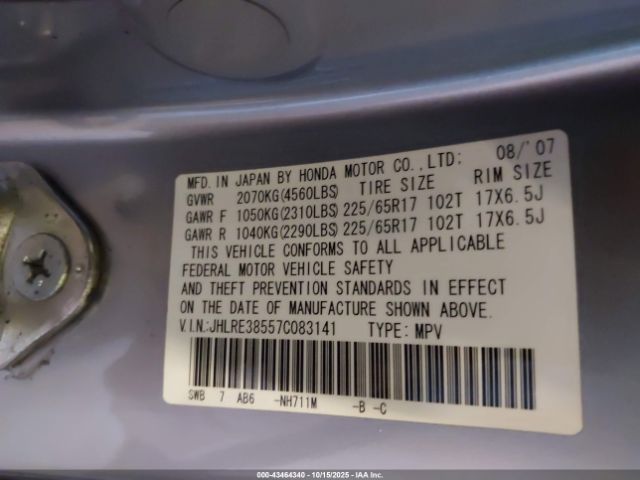 MFD. IN JAPAN BY HONDA MOTOR CO., LTD: 08/'07
GVWR 2070KG(4560LBS) TIRE SIZE RIM SIZE
GAWR F 1050KG(2310LBS) 225/65R17 102T 17X6.5J
GAWR R 1040KG(2290LBS) 225/65R17 102T 17X6.5J
THIS VEHICLE CONFORMS TO ALL APPLICABLE
FEDERAL MOTOR VEHICLE SAFETY
AND THEFT PREVENTION STANDARDS IN EFFECT
ON THE DATE OF MANUFACTURE SHOWN ABOVE.
V.I.N.:JHLRE38557C083141 TYPE: MPV
SWB 7 AB6 -NH711M -B -C
000-43464340 | 10/15/2025 | IAA Inc.